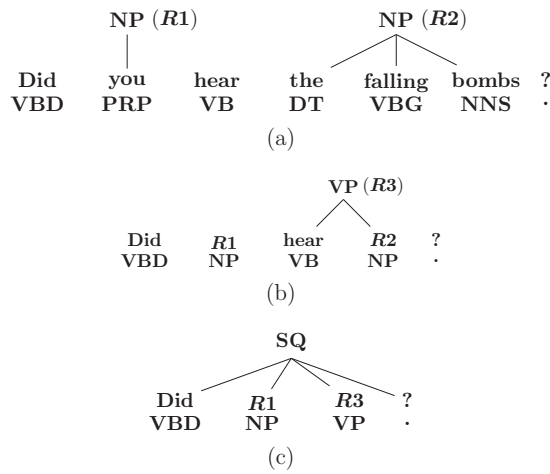 NP (R1) NP (R2)
Did you hear the falling bombs ?
VBD PRP VB DT VBG NNS .
(a)
VP (R3)
Did R1 hear R2 ?
VBD NP VB NP .
(b)
SQ
Did R1 R3 ?
VBD NP VP .
(c)